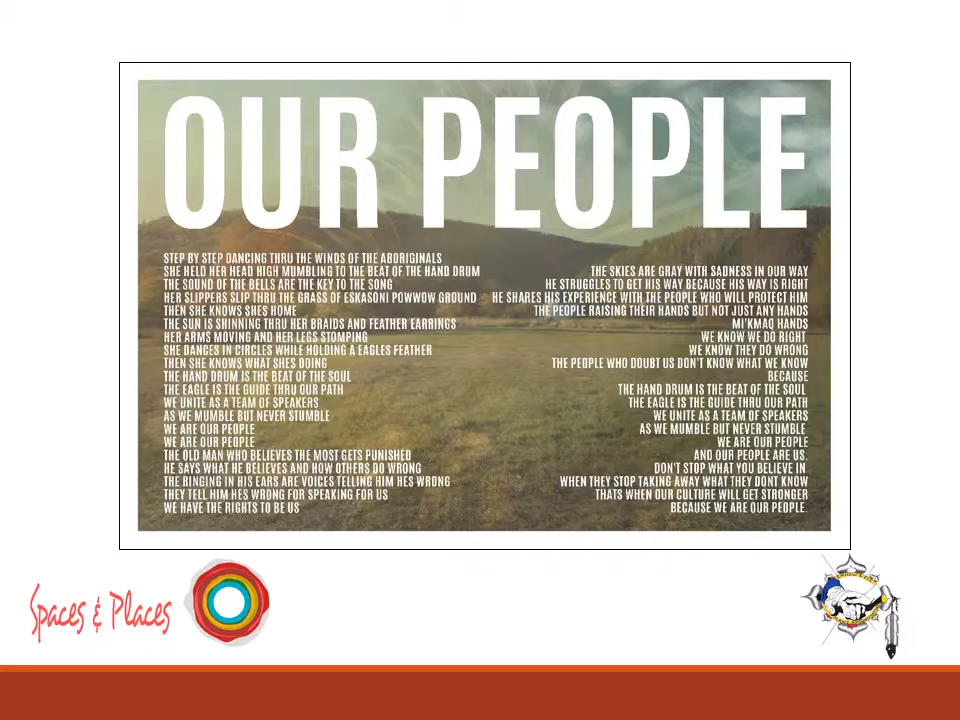 OUR PEOPLE
STEP BY STEP DANCING THRU THE WINDS OF THE ABORIGINALS
SHE HELD HER HEAD HIGH MUMBLING TO THE BEAT OF THE HAND DRUM
THE SOUND OF THE BELLS ARE THE KEY TO THE SONG
HER SLIPPERS SLIP THRU THE GRASS OF ESKASONI POWWOW GROUND
THEN SHE KNOWS SHES HOME
THE SUN IS SHINNING THRU HER BRAIDS AND FEATHER EARRINGS
HER ARMS MOVING AND HER LEGS STOMPING
SHE DANCES IN CIRCLES WHILE HOLDING A EAGLES FEATHER
THEN SHE KNOWS WHAT SHES DOING
THE HAND DRUM IS THE BEAT OF THE SOUL
THE EAGLE IS THE GUIDE THRU OUR PATH
WE UNITE AS A TEAM OF SPEAKERS
AS WE MUMBLE BUT NEVER STUMBLE
WE ARE OUR PEOPLE
WE ARE OUR PEOPLE
THE OLD MAN WHO BELIEVES THE MOST GETS PUNISHED
HE SAYS WHAT HE BELIEVES AND HOW OTHERS DO WRONG
THE RINGING IN HIS EARS ARE VOICES TELLING HIM HES WRONG
THEY TELL HIM HES WRONG FOR SPEAKING FOR US
WE HAVE THE RIGHTS TO BE US
THE SKIES ARE GRAY WITH SADNESS IN OUR WAY
HE STRUGGLES TO GET HIS WAY BECAUSE HIS WAY IS RIGHT
HE SHARES HIS EXPERIENCE WITH THE PEOPLE WHO WILL PROTECT HIM
THE PEOPLE RAISING THEIR HANDS BUT NOT JUST ANY HANDS
MI'KMAQ HANDS
WE KNOW WE DO RIGHT
WE KNOW THEY DO WRONG
THE PEOPLE WHO DOUBT US DON'T KNOW WHAT WE KNOW
BECAUSE
THE HAND DRUM IS THE BEAT OF THE SOUL
THE EAGLE IS THE GUIDE THRU OUR PATH
WE UNITE AS A TEAM OF SPEAKERS
AS WE MUMBLE BUT NEVER STUMBLE
WE ARE OUR PEOPLE
AND OUR PEOPLE ARE US.
DON'T STOP WHAT YOU BELIEVE IN
WHEN THEY STOP TAKING AWAY WHAT THEY DONT KNOW
THATS WHEN OUR CULTURE WILL GET STRONGER
BECAUSE WE ARE OUR PEOPLE.
Spaces & Places